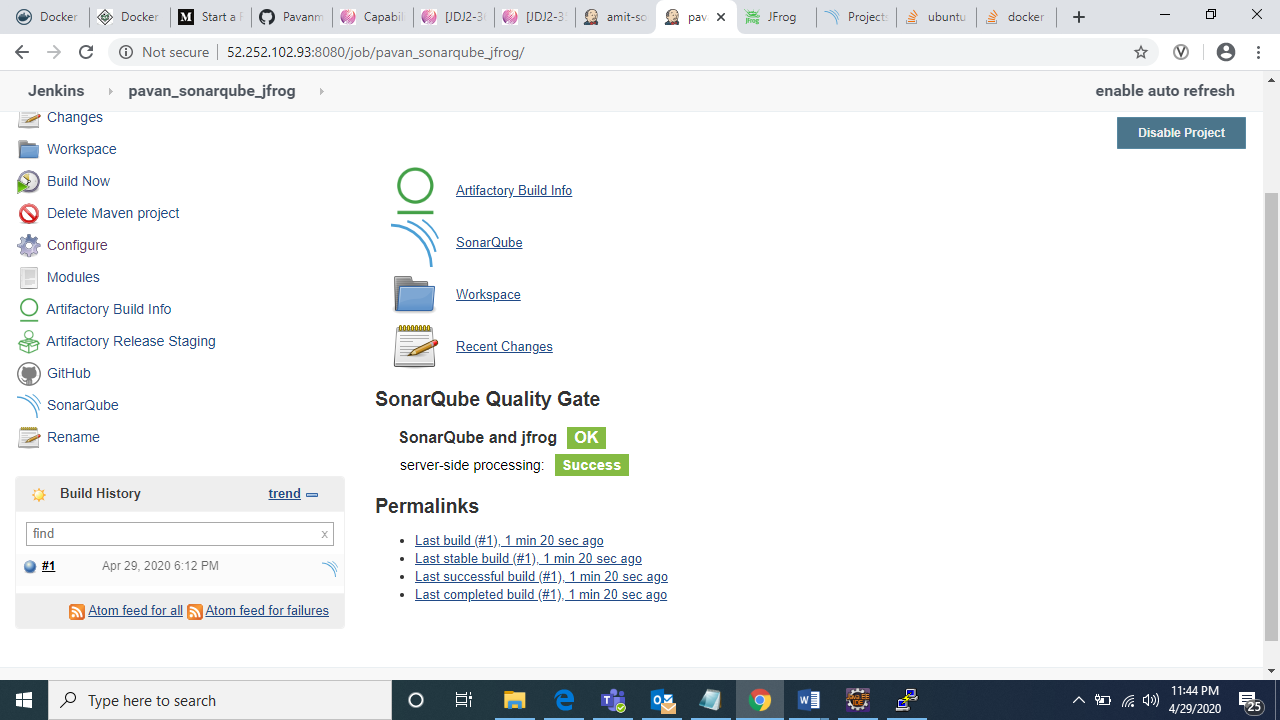 Docker
Docker
Start a
Pavanm
Capabil
[JDJ2-3
[JDJ2-3
amit-so
pav
JFrog
Projects
ubuntu
docker
Not secure
52.252.102.93:8080/job/pavan_sonarqube_jfrog/
Jenkins
pavan_sonarqube_jfrog
enable auto refresh
Changes
Workspace
Build Now
Delete Maven project
Configure
Modules
Artifactory Build Info
Artifactory Release Staging
GitHub
SonarQube
Rename
Build History
trend
find
x
#1
Apr 29, 2020 6:12 PM
Atom feed for all
Atom feed for failures
Disable Project
Artifactory Build Info
SonarQube
Workspace
Recent Changes
SonarQube Quality Gate
SonarQube and jfrog OK
server-side processing: Success
Permalinks
Last build (#1), 1 min 20 sec ago
Last stable build (#1), 1 min 20 sec ago
Last successful build (#1), 1 min 20 sec ago
Last completed build (#1), 1 min 20 sec ago
Type here to search
11:44 PM
4/29/2020
25